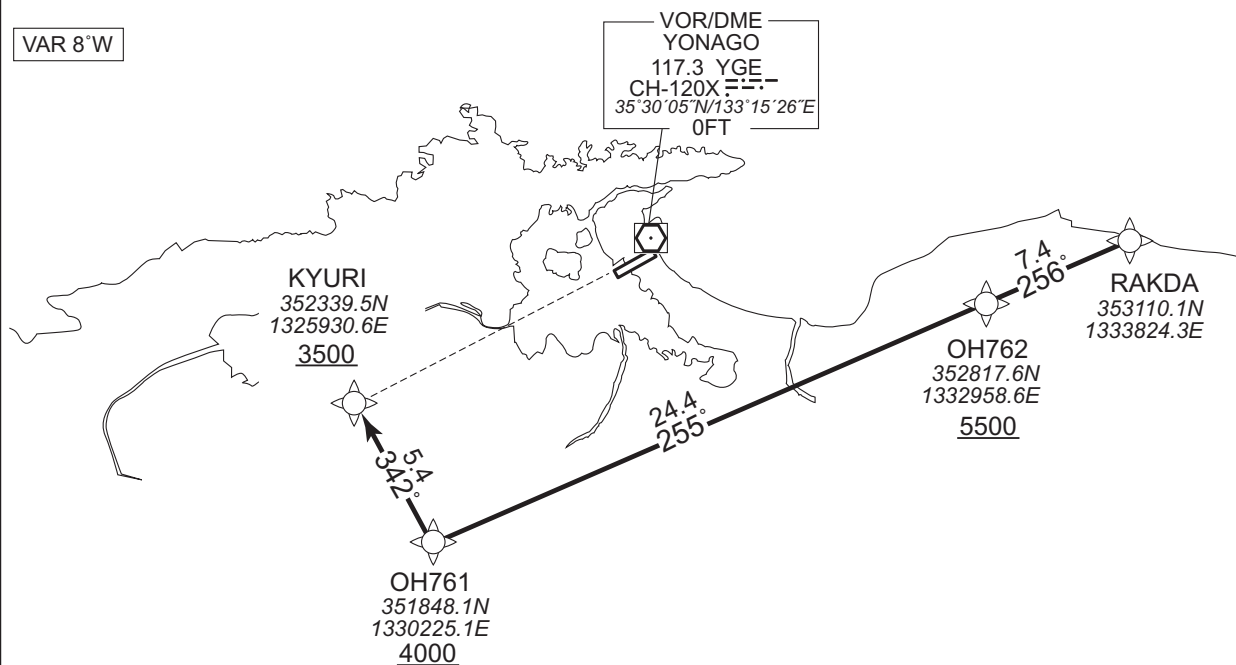 VAR 8˚W
VOR/DME
YONAGO
117.3 YGE
CH-120X
35˚30´05˝N/133˚15´26˝E
0FT
KYURI
352339.5N
1325930.6E
3500
7.4
256˚
RAKDA
353110.1N
1333824.3E
OH762
352817.6N
1332958.6E
5500
24.4
255˚
5.4
342˚
OH761
351848.1N
1330225.1E
4000